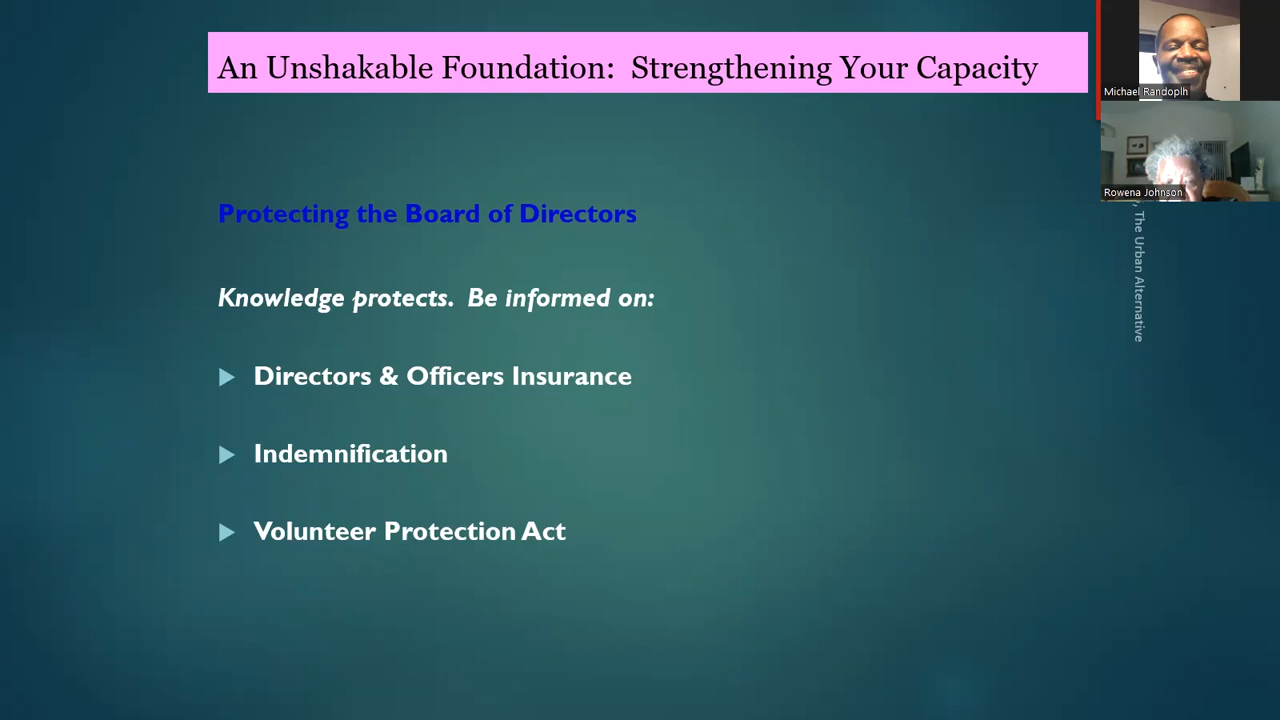 An Unshakable Foundation:  Strengthening Your Capacity
Michael Randoplh
Rowena Johnson
Protecting the Board of Directors
Knowledge protects.  Be informed on:
Directors & Officers Insurance
Indemnification
Volunteer Protection Act
The Urban Alternative